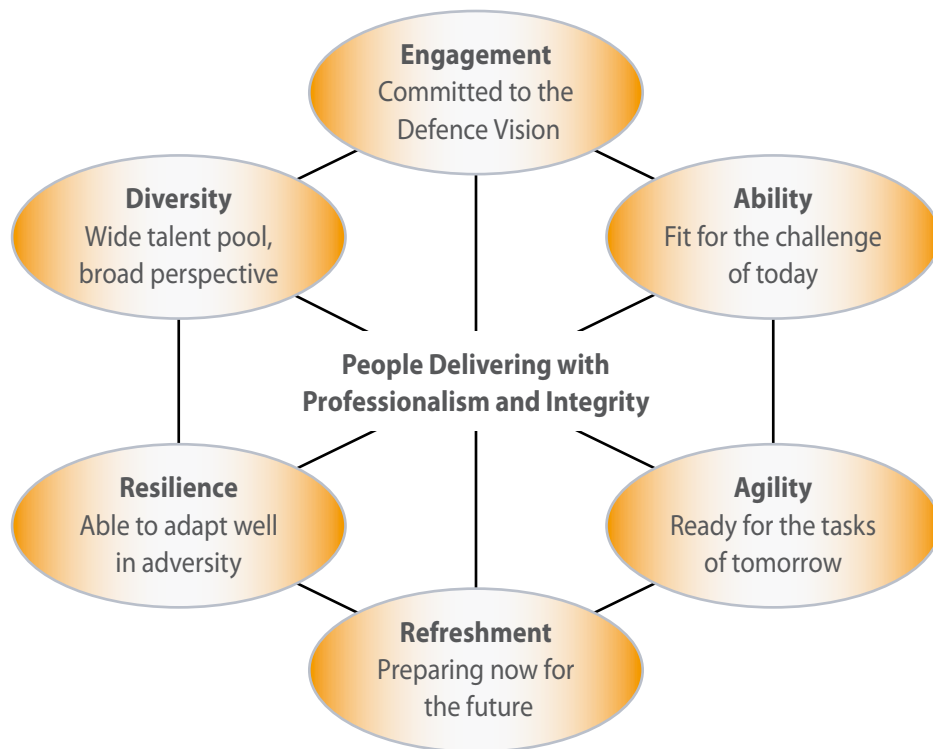 Engagement
Committed to the
Defence Vision
Diversity
Wide talent pool,
broad perspective
Ability
Fit for the challenge
of today
People Delivering with
Professionalism and Integrity
Resilience
Able to adapt well
in adversity
Agility
Ready for the tasks
of tomorrow
Refreshment
Preparing now for
the future